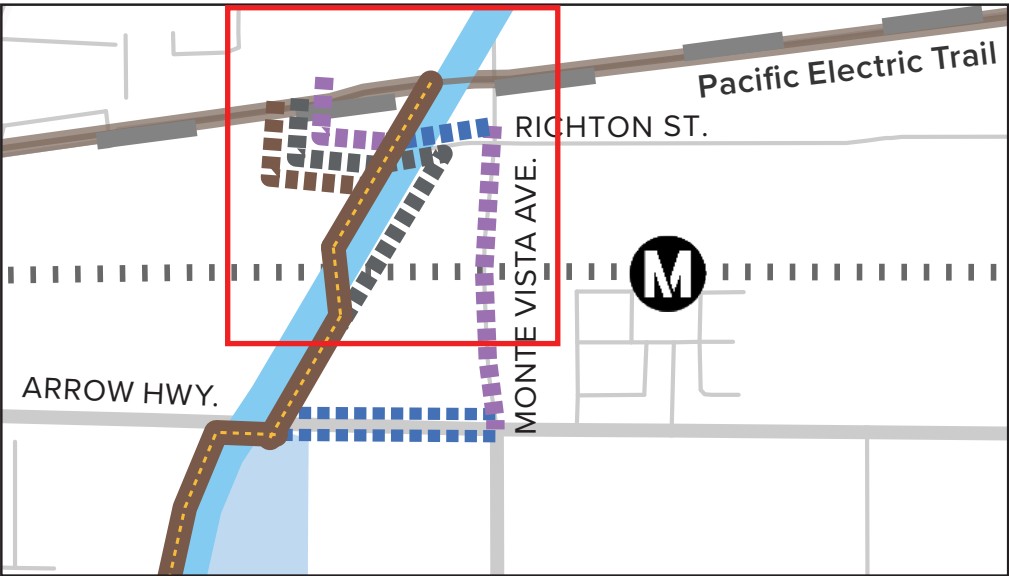 Pacific Electric Trail
RICHTON ST.
MONTE VISTA AVE.
M
ARROW HWY.